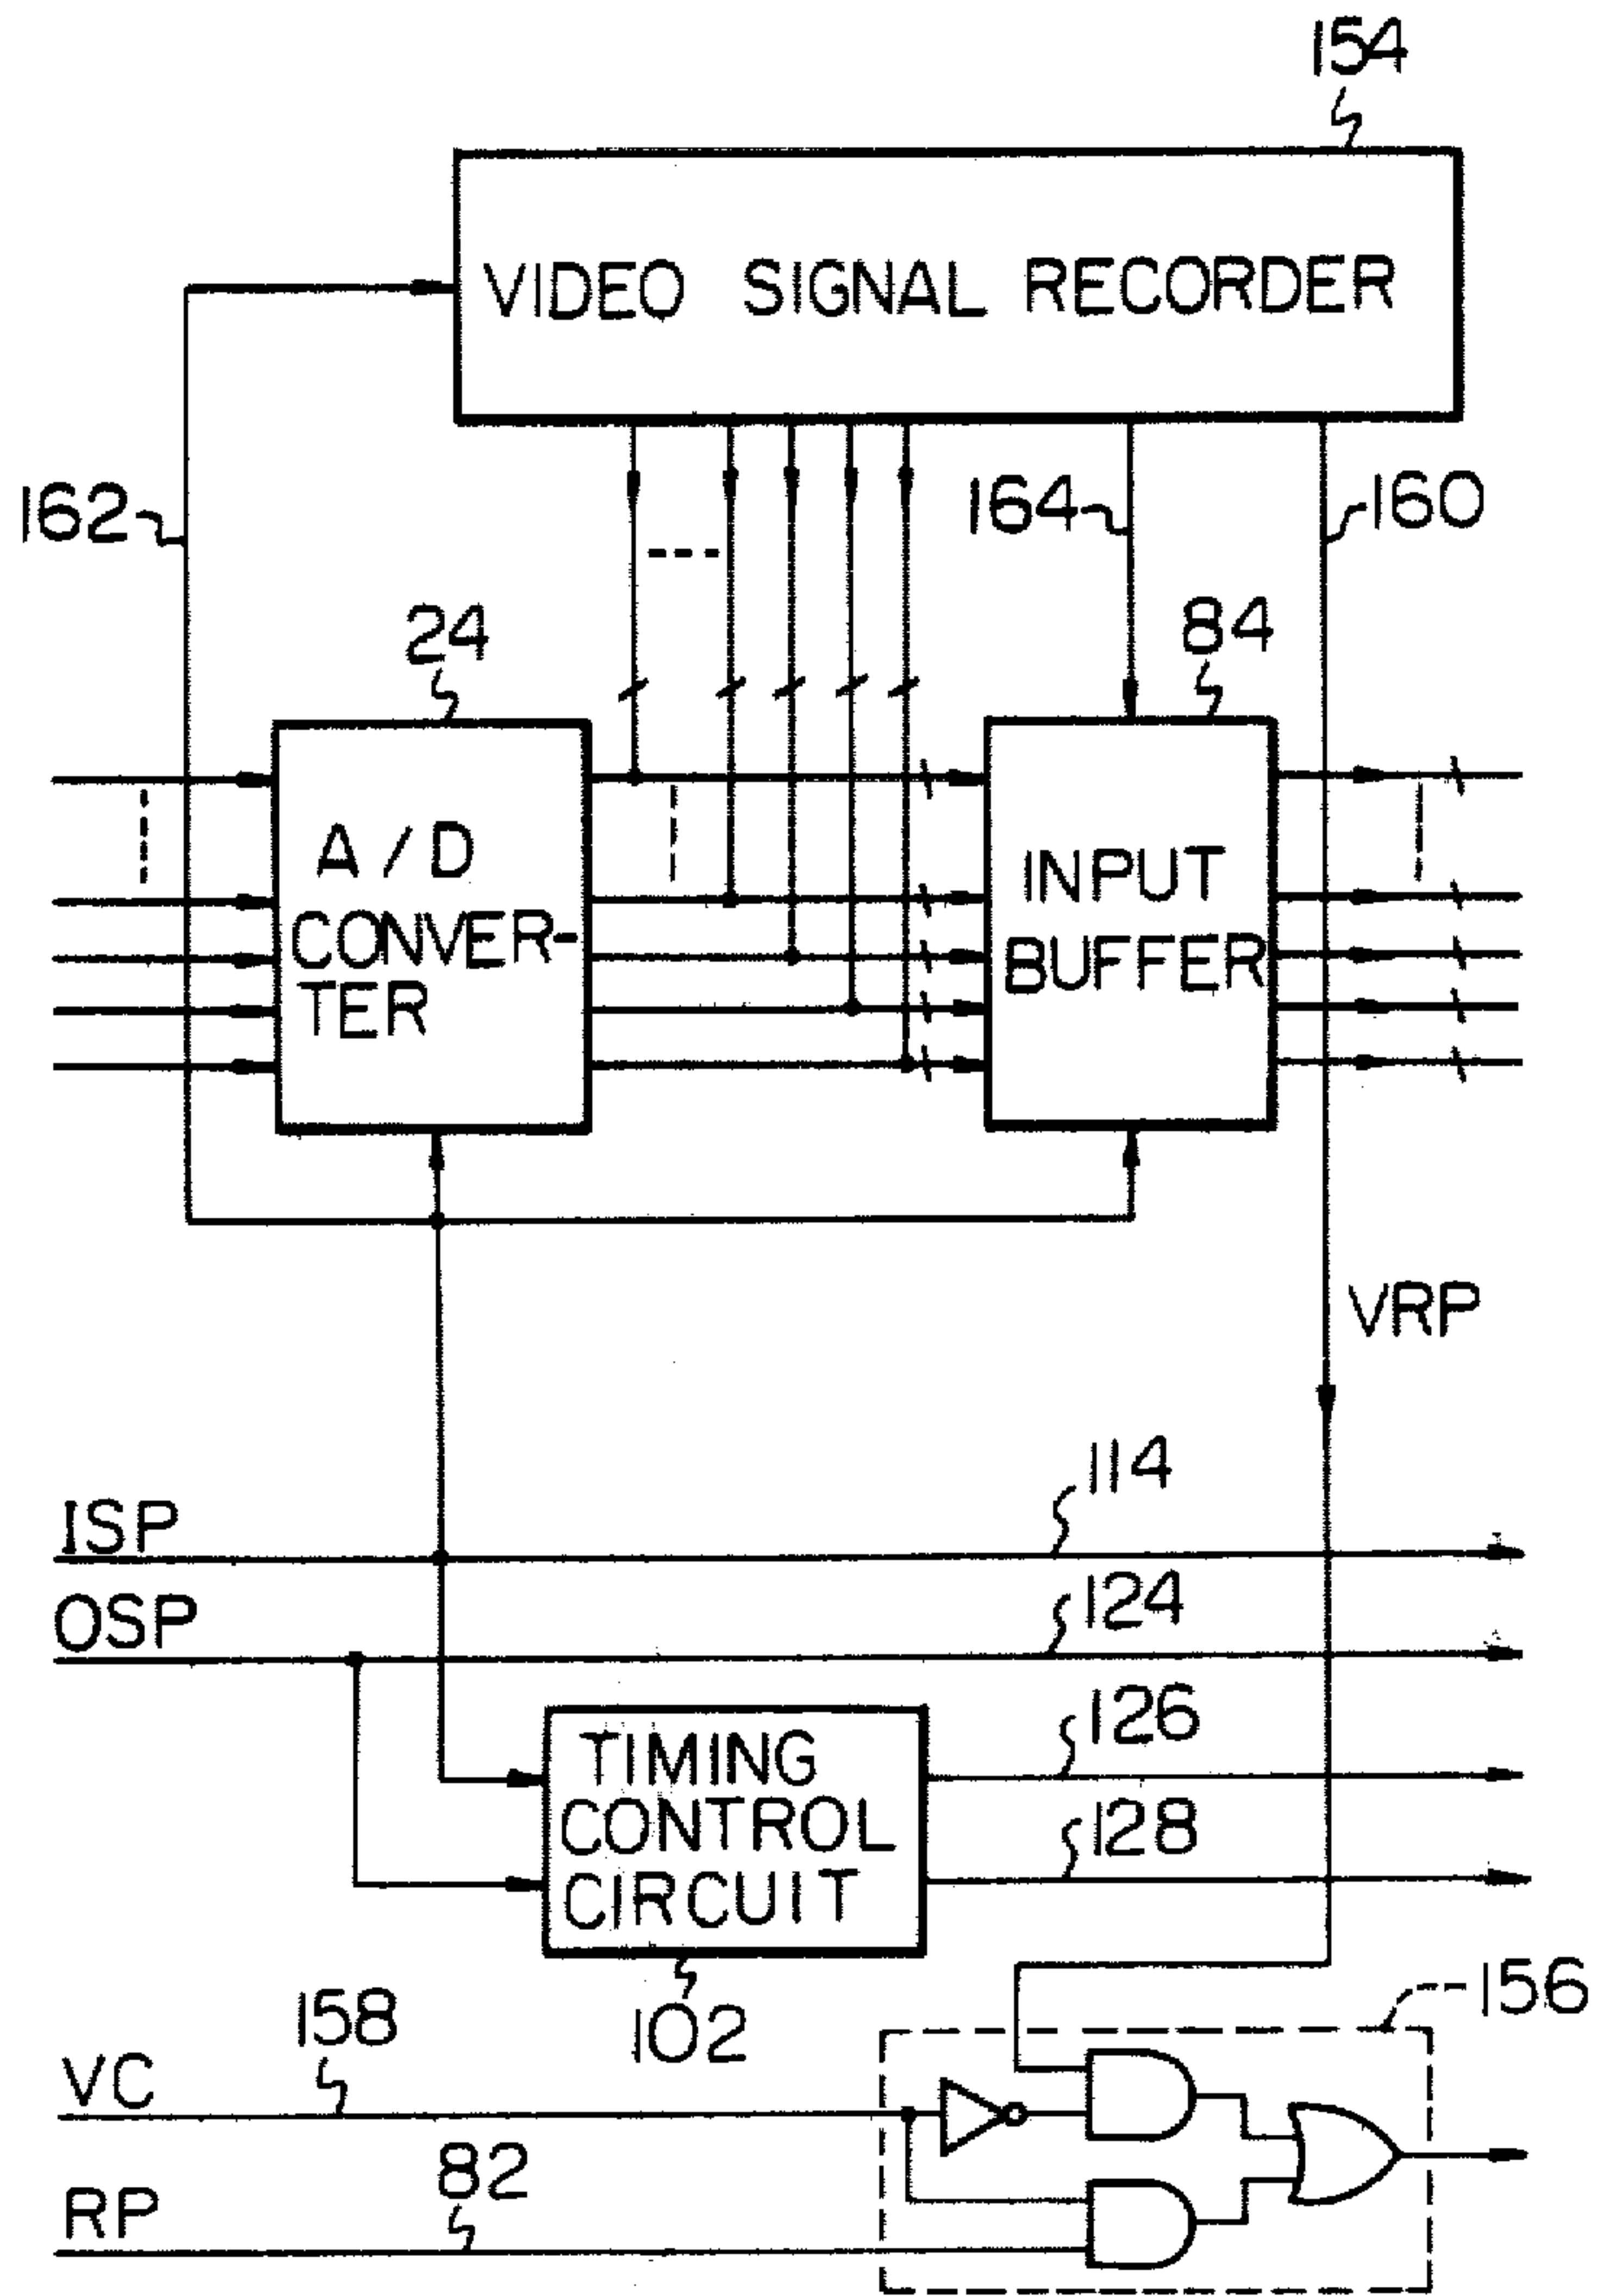 154
VIDEO SIGNAL RECORDER
162
164
160
24
84
A/D
CONVER-
TER
INPUT
BUFFER
VRP
114
ISP
124
OSP
126
TIMING
CONTROL
CIRCUIT
128
102
156
158
VC
82
RP